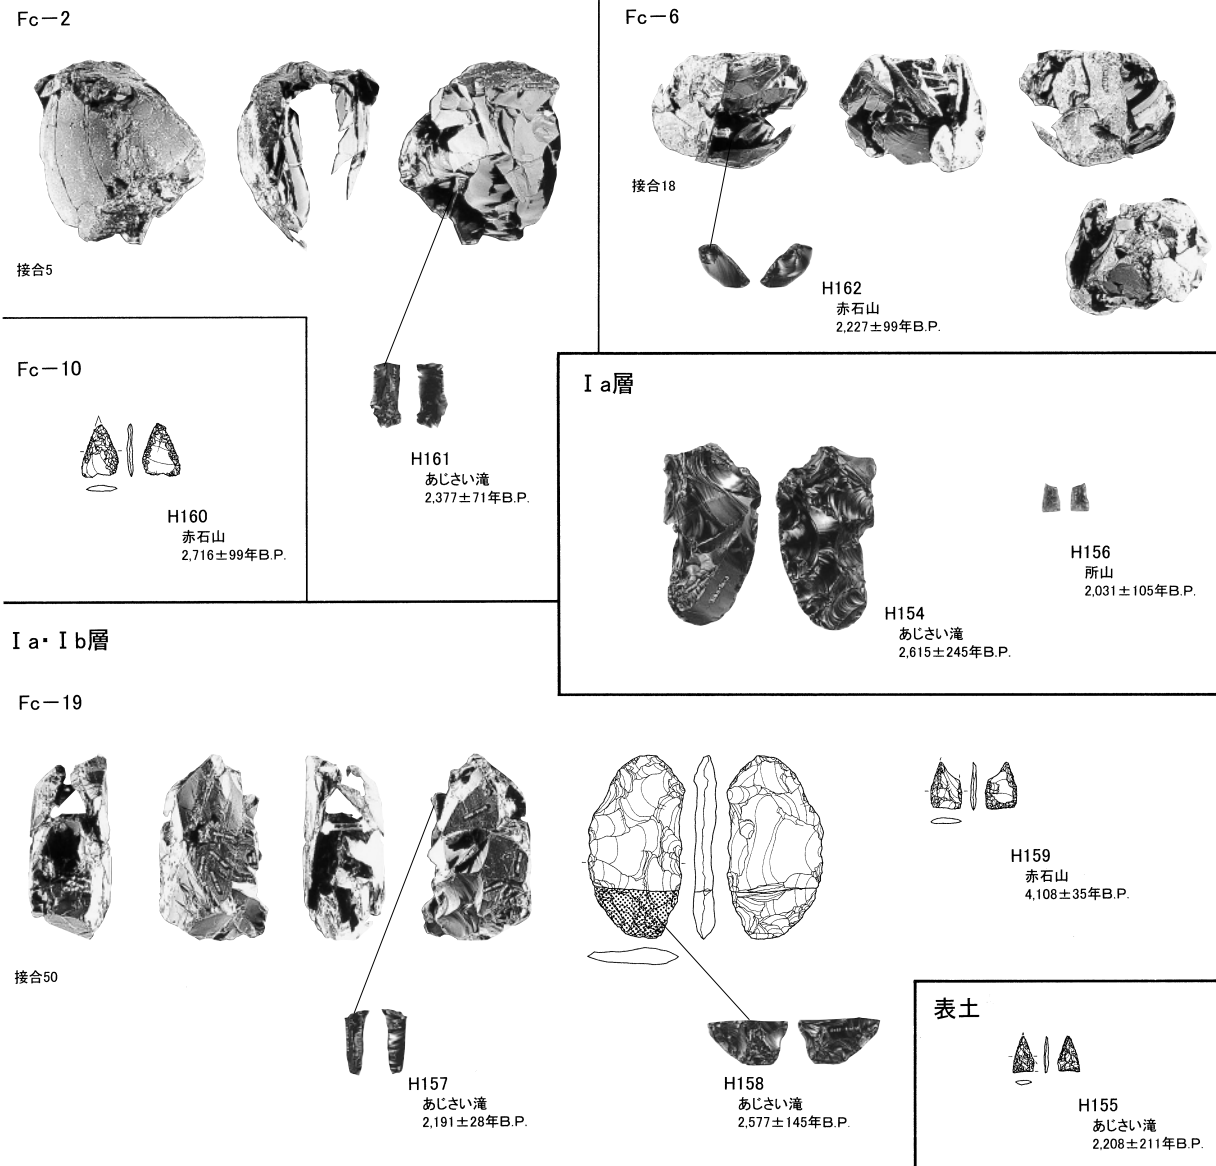 Fc－2
接合5
H161
あじさい滝
2,377±71年B.P.
Fc－6
接合18
H162
赤石山
2,227±99年B.P.
Fc－10
H160
赤石山
2,716±99年B.P.
Ⅰa層
H154
あじさい滝
2,615±245年B.P.
H156
所山
2,031±105年B.P.
Ⅰa・Ⅰb層
Fc－19
接合50
H157
あじさい滝
2,191±28年B.P.
H158
あじさい滝
2,577±145年B.P.
H159
赤石山
4,108±35年B.P.
表土
H155
あじさい滝
2,208±211年B.P.